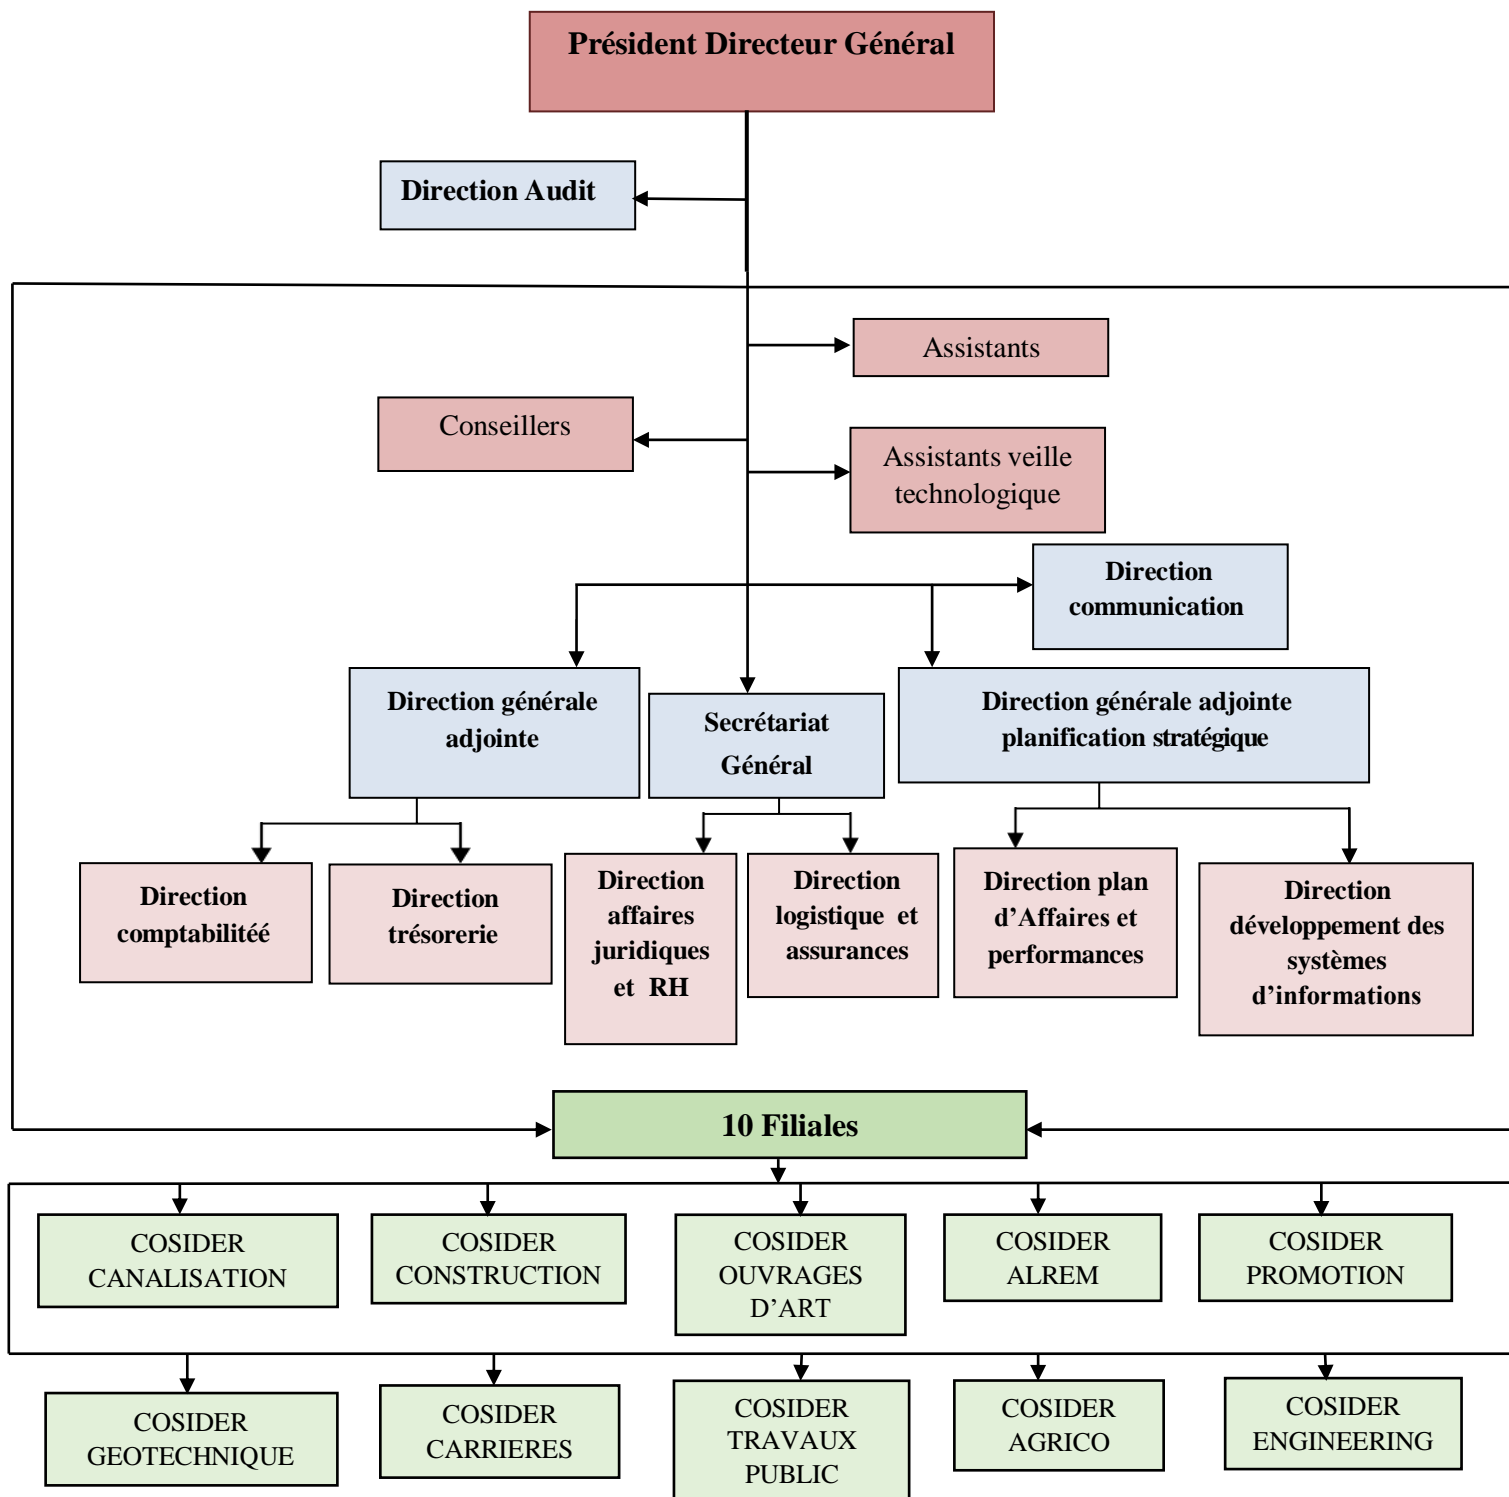 Président Directeur Général
Direction Audit
Assistants
Conseillers
Assistants veille
technologique
Direction
communication
Direction générale
adjointe
Secrétariat
Général
Direction générale adjointe
planification stratégique
Direction
comptabilitéé
Direction
trésorerie
Direction
affaires
juridiques
et RH
Direction
logistique et
assurances
Direction plan
d’Affaires et
performances
Direction
développement des
systèmes
d’informations
10 Filiales
COSIDER
CANALISATION
COSIDER
CONSTRUCTION
COSIDER
OUVRAGES
D’ART
COSIDER
ALREM
COSIDER
PROMOTION
COSIDER
GEOTECHNIQUE
COSIDER
CARRIERES
COSIDER
TRAVAUX
PUBLIC
COSIDER
AGRICO
COSIDER
ENGINEERING